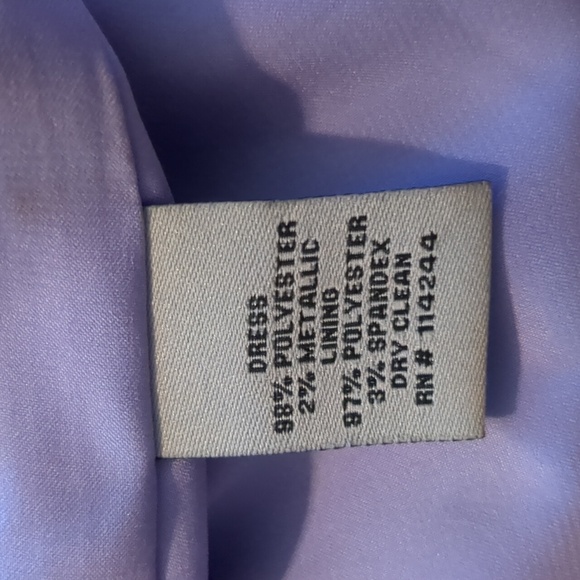 DRESS
98% POLYESTER
2% METALLIC
LINING
97% POLYESTER
3% SPANDEX
DRY CLEAN
RN# 114244